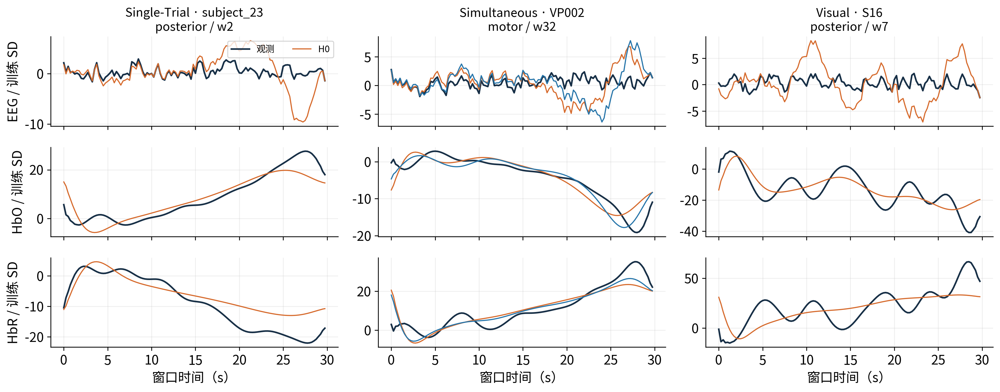 Single-Trial · subject_23
posterior / w2
Simultaneous · VP002
motor / w32
Visual · S16
posterior / w7
EEG / 训练 SD
0
-10
观测
H0
5
0
-5
5
0
-5
HbO / 训练 SD
20
0
0
-10
-20
0
-20
-40
HbR / 训练 SD
0
-10
-20
20
0
50
0
0 5 10 15 20 25 30
0 5 10 15 20 25 30
0 5 10 15 20 25 30
窗口时间（s）
窗口时间（s）
窗口时间（s）